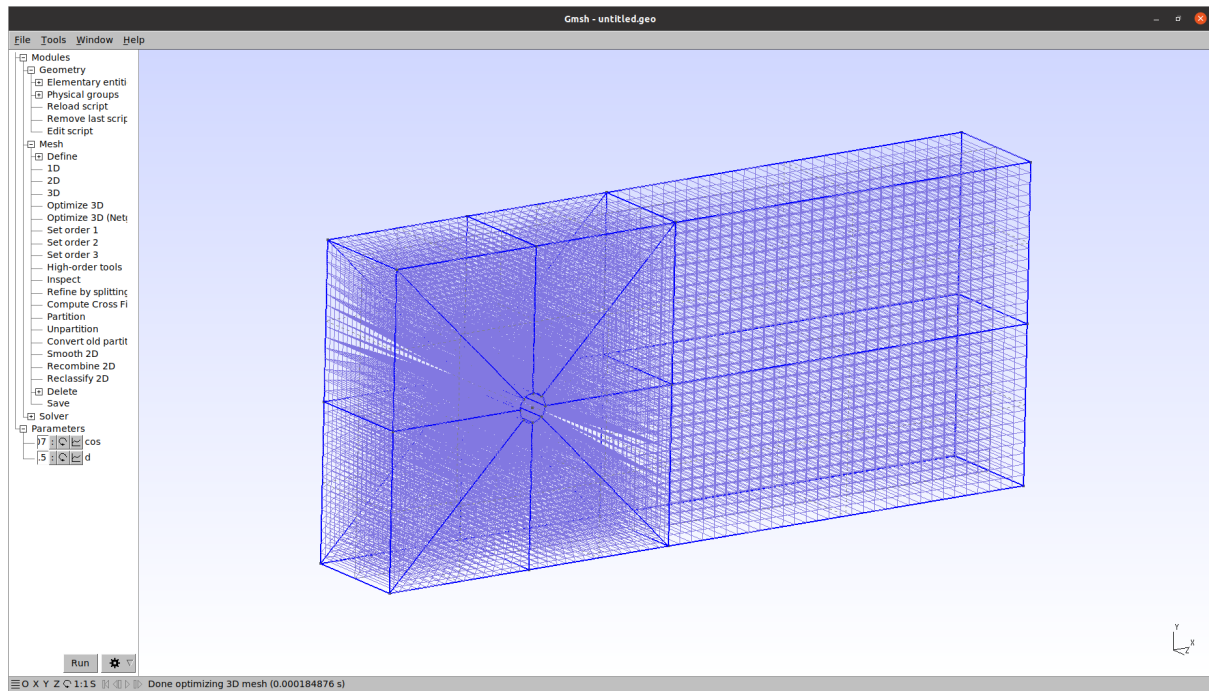 Gmsh - untitled.geo
File Tools Window Help
Modules
Geometry
Elementary entiti
Physical groups
Reload script
Remove last scrip
Edit script
Mesh
Define
1D
2D
3D
Optimize 3D
Optimize 3D (Net
Set order 1
Set order 2
Set order 3
High-order tools
Inspect
Refine by splitting
Compute Cross Fi
Partition
Unpartition
Convert old partit
Smooth 2D
Recombine 2D
Reclassify 2D
Delete
Save
Solver
Parameters
cos
.5 : d
Run
Y
X
Z
O X Y Z 1:1 S Done optimizing 3D mesh (0.000184876 s)